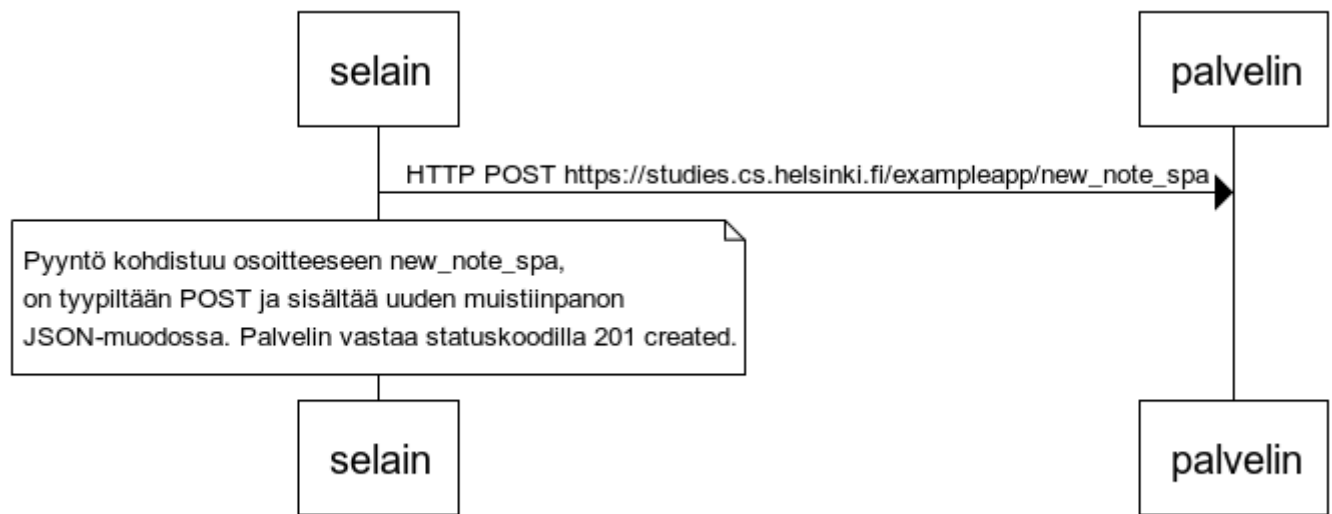 selain
palvelin
HTTP POST https://studies.cs.helsinki.fi/exampleapp/new_note_spa
Pyyntö kohdistuu osoitteeseen new_note_spa,
on tyypiltään POST ja sisältää uuden muistiinpanon
JSON-muodossa. Palvelin vastaa statuskoodilla 201 created.
selain
palvelin